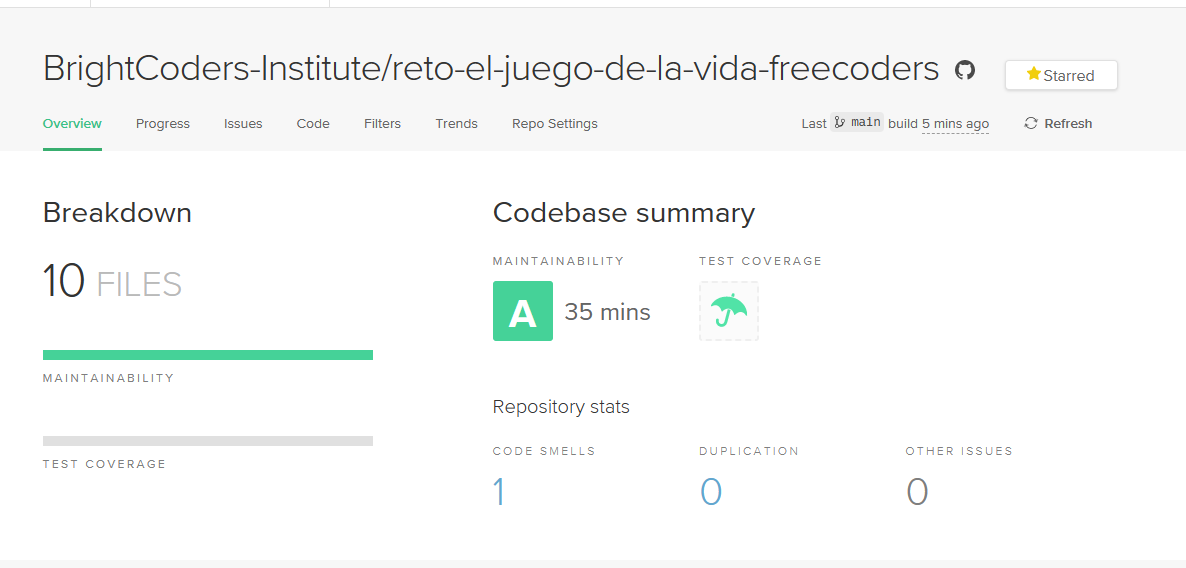 BrightCoders-Institute/reto-el-juego-de-la-vida-freecoders
Starred
Overview Progress Issues Code Filters Trends Repo Settings Last main build 5 mins ago Refresh
Breakdown
10 FILES
MAINTAINABILITY
TEST COVERAGE
Codebase summary
MAINTAINABILITY TEST COVERAGE
A 35 mins
Repository stats
CODE SMELLS DUPLICATION OTHER ISSUES
1 0 0